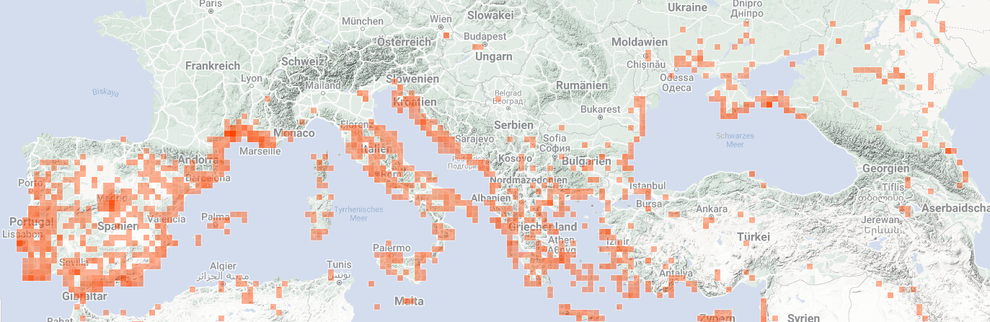 Paris
Wien
Slowakei
Ukraine
Dnipro
Дніпро
München
Budapest
Österreich
Moldawien
Frankreich
Schweiz
Ungarn
Chișinău
Lyon
Mailand
Slowenien
Odessa
Одеса
Biskaya
Kroatien
Belgrad
Београд
Rumänien
Bukarest
Florenz
Serbien
Monaco
Sarajevo
Schwarzes
Meer
Marseille
Italien
Sofia
София
Andorra
Kosovo
Bulgarien
Georgien
Barcelona
Nordmazedonien
Porto
Tiflis
თბილისი
Madrid
Albanien
Istanbul
Aserbaidscha
Portugal
Valencia
Palma
Tyrrhenisches
Meer
Bursa
Ankara
Jerewan
Երևան
Spanien
Griechenland
Lissabon
Türkei
Athen
Αθήνα
Izmir
Palermo
Sevilla
Algier
الجزائر
Tunis
تونس
Antalya
Gibraltar
Malta
Zypern
Syrien
Rabat